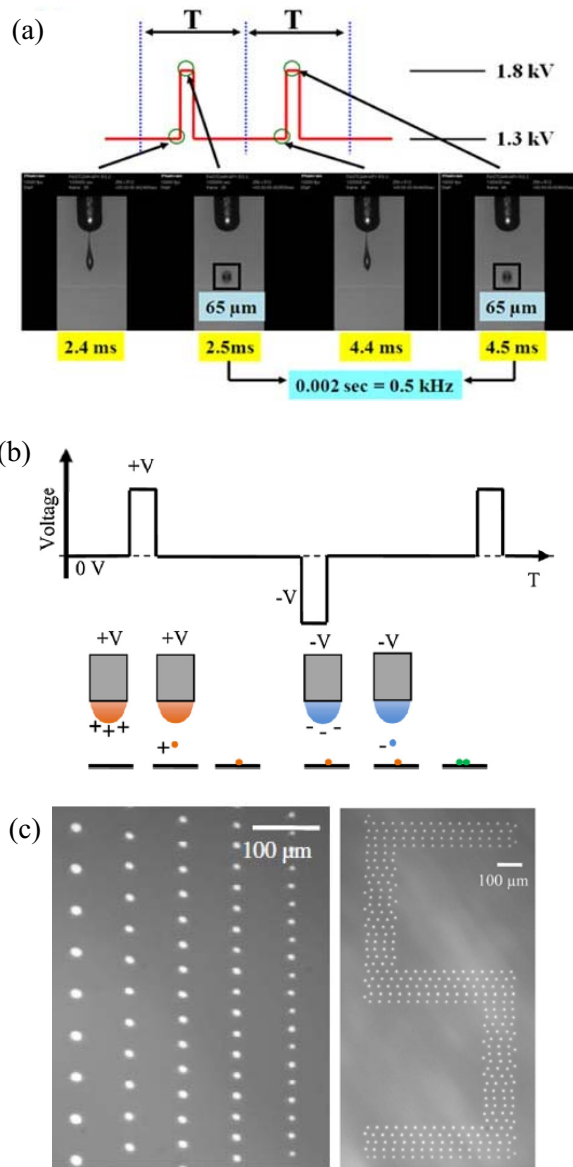 (a)
T T
1.8 kV
1.3 kV
65 µm 65 µm
2.4 ms 2.5ms 4.4 ms 4.5 ms
0.002 sec = 0.5 kHz
(b)
Voltage
+V
0 V
-V
T
+V +V -V -V
+ + + - - -
+ -
(c)
100 µm
100 µm